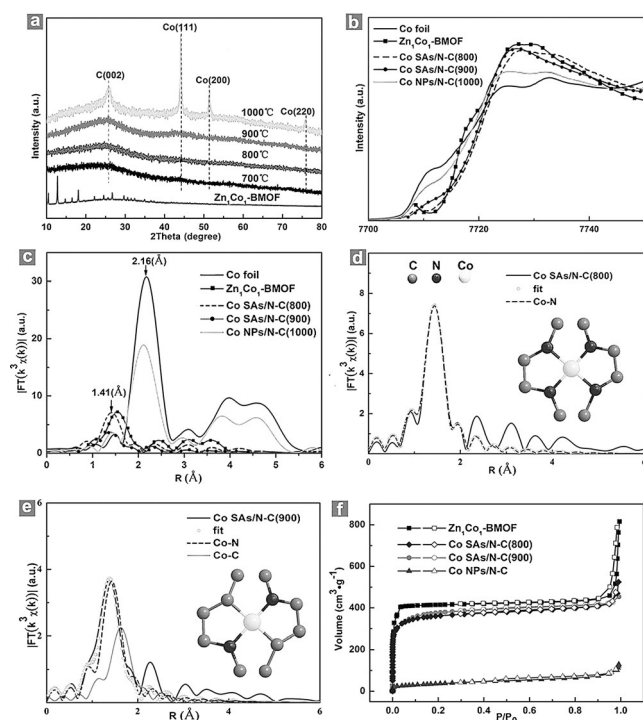 a
Co(111)
C(002)
Co(200)
Co(220)
1000℃
900℃
800℃
700℃
Zn₁Co₁-BMOF
Intensity (a.u.)
10 20 30 40 50 60 70 80
2Theta (degree)
b
Co foil
Zn₁Co₁-BMOF
Co SAs/N-C(800)
Co SAs/N-C(900)
Co NPs/N-C(1000)
Intensity (a.u.)
7700 7720 7740
c
2.16(Å)
1.41(Å)
Co foil
Zn₁Co₁-BMOF
Co SAs/N-C(800)
Co SAs/N-C(900)
Co NPs/N-C(1000)
|FT(k³χ(k))| (a.u.)
30
20
10
0
0 1 2 3 4 5 6
R (Å)
d
C N Co
Co SAs/N-C(800)
fit
Co-N
|FT(k³χ(k))| (a.u.)
8
6
4
2
0
0 2 4 6
R (Å)
e
Co SAs/N-C(900)
fit
Co-N
Co-C
|FT(k³χ(k))| (a.u.)
6
4
2
0
0 1 2 3 4 5 6
R (Å)
f
Zn₁Co₁-BMOF
Co SAs/N-C(800)
Co SAs/N-C(900)
Co NPs/N-C
Volume (cm³•g⁻¹)
800
600
400
200
0
0.0 0.2 0.4 0.6 0.8 1.0
P/P₀